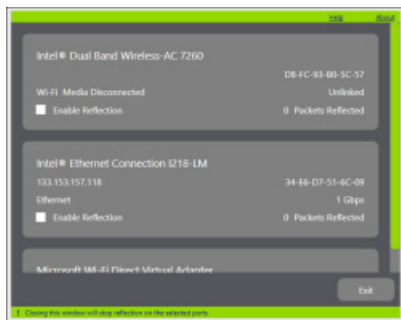 Help About
Intel® Dual Band Wireless-AC 7260
D8-FC-93-80-5C-57
Wi-Fi Media Disconnected Unlinked
Enable Reflection 0 Packets Reflected
Intel® Ethernet Connection I218-LM
133.153.157.118 34-E6-D7-51-6C-09
Ethernet 1 Gbps
Enable Reflection 0 Packets Reflected
Microsoft Wi-Fi Direct Virtual Adapter
Exit
! Closing this window will stop reflection on the selected ports